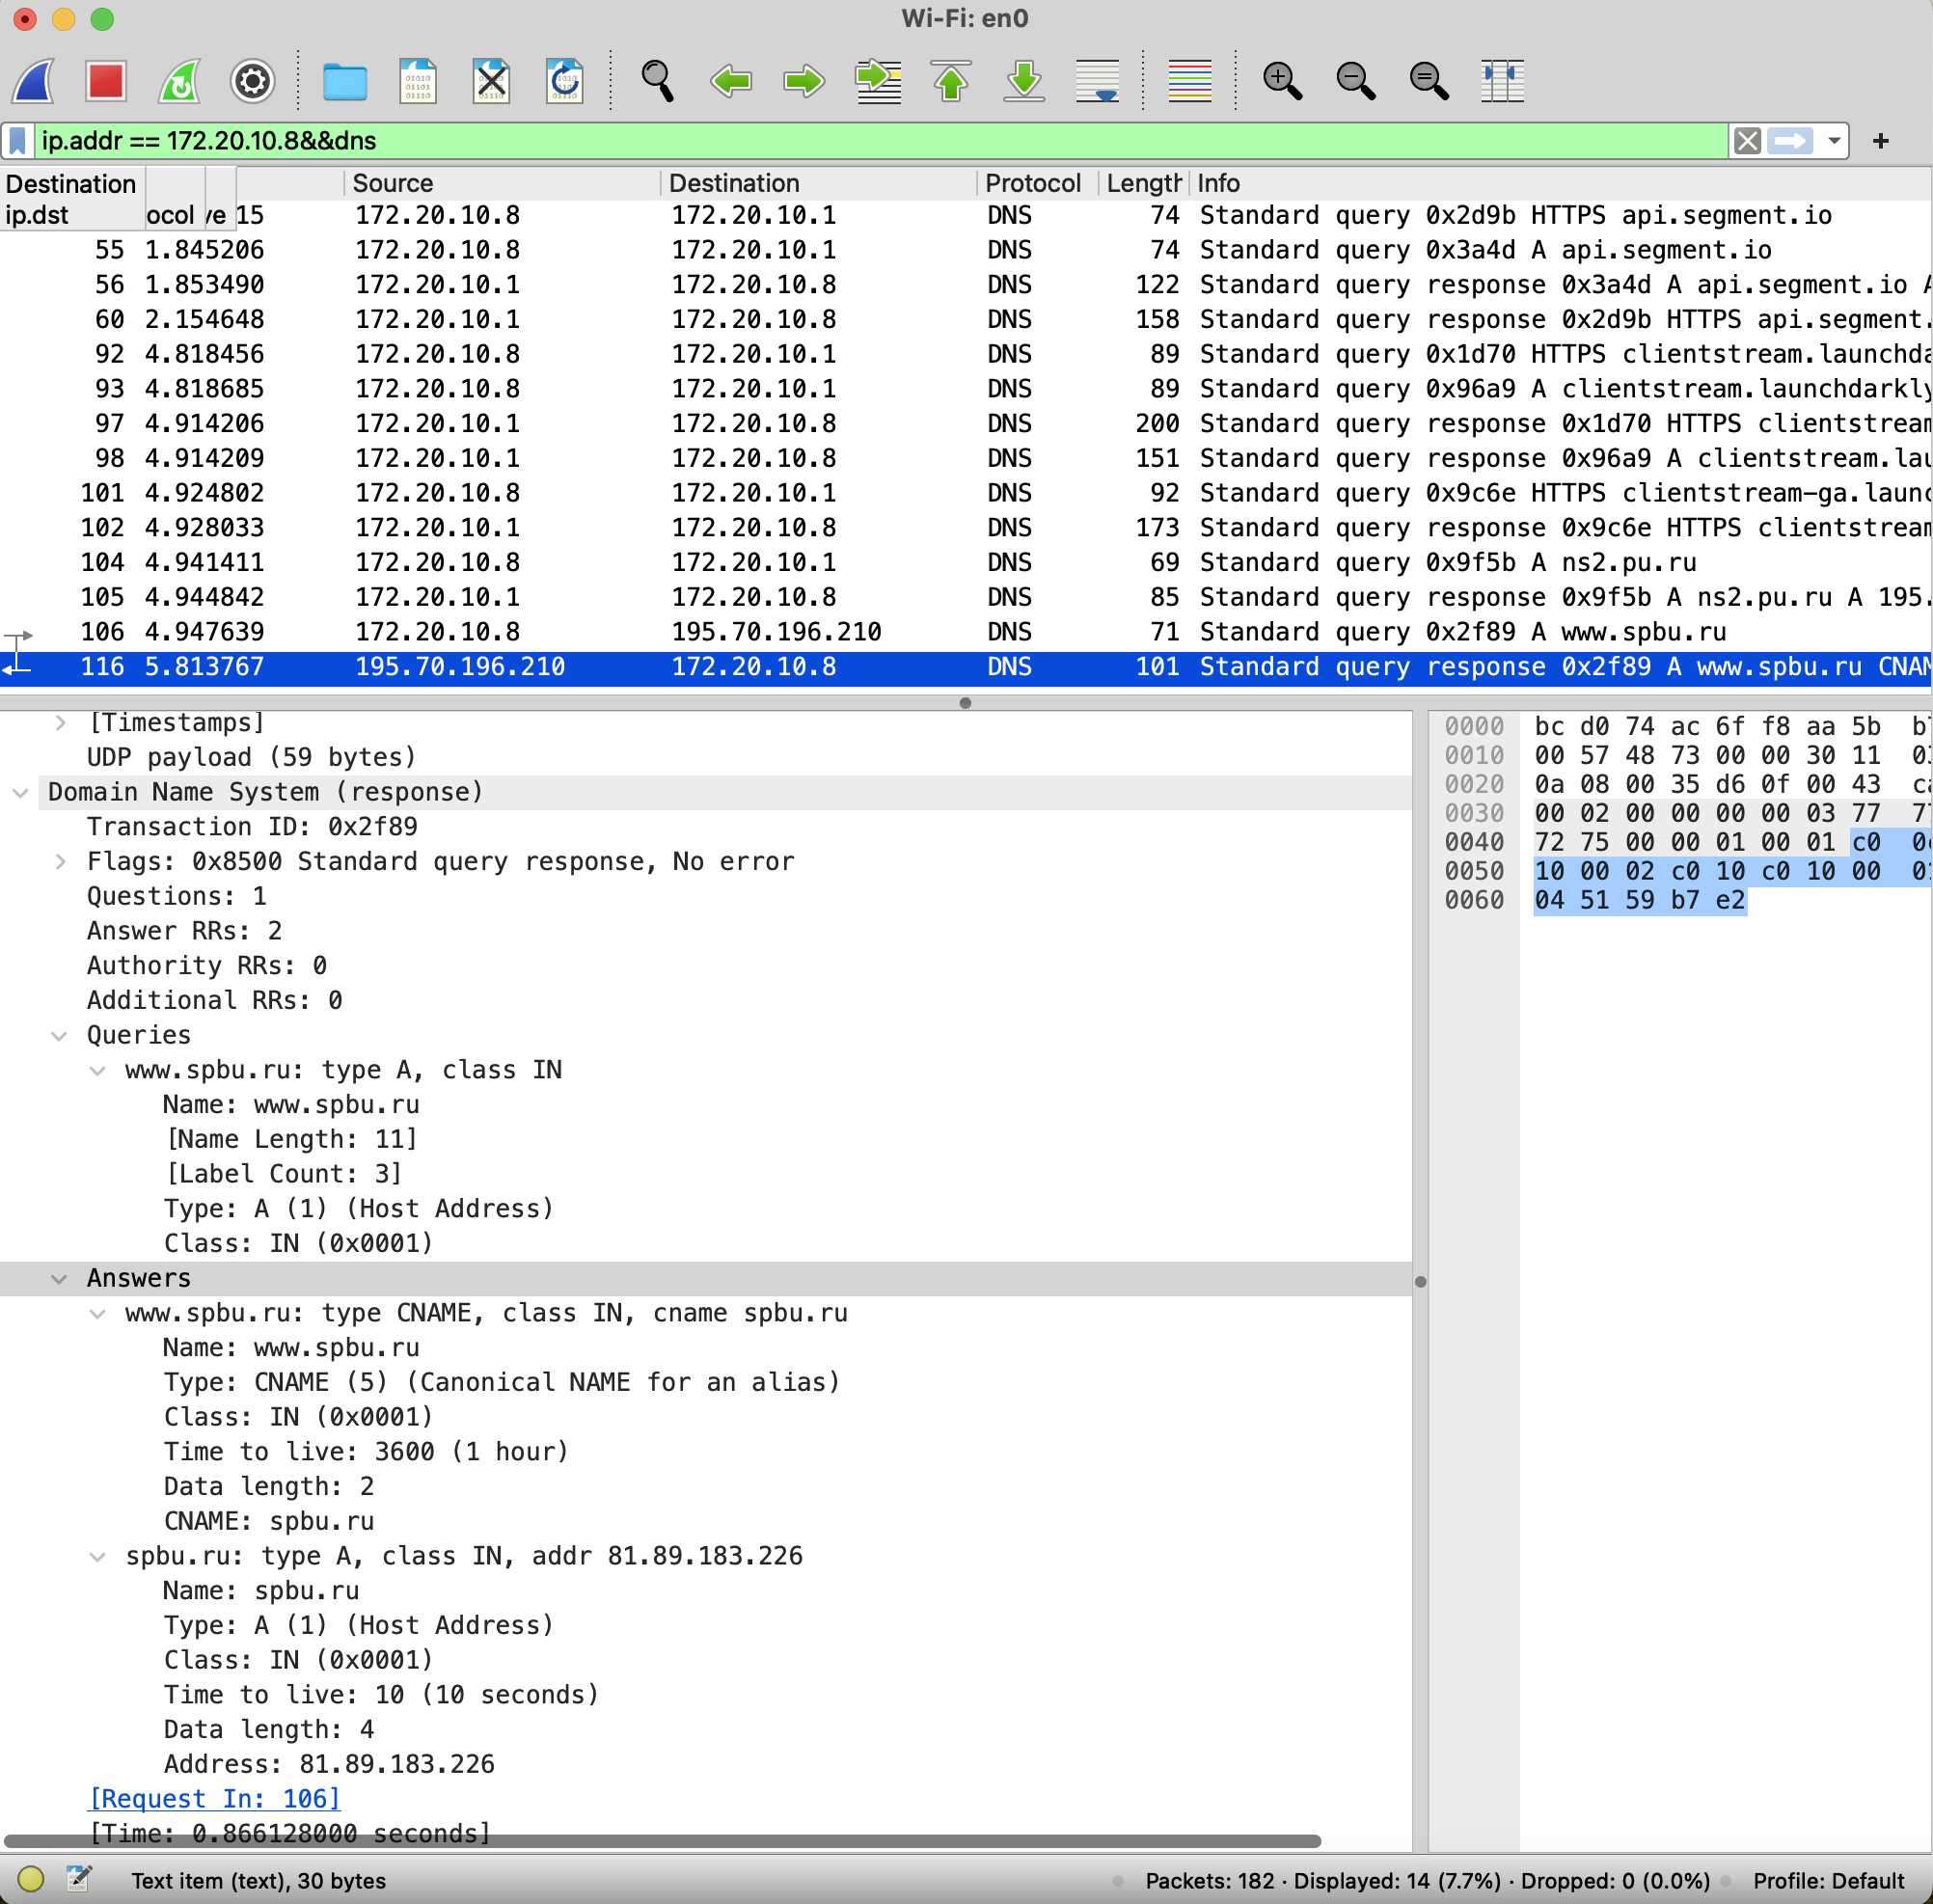 Wi-Fi: en0
ip.addr == 172.20.10.8&&dns
+
Destination Source Destination Protocol Length Info
ip.dst ocol ve 15 172.20.10.8 172.20.10.1 DNS 74 Standard query 0x2d9b HTTPS api.segment.io
55 1.845206 172.20.10.8 172.20.10.1 DNS 74 Standard query 0x3a4d A api.segment.io
56 1.853490 172.20.10.1 172.20.10.8 DNS 122 Standard query response 0x3a4d A api.segment.io A
60 2.154648 172.20.10.1 172.20.10.8 DNS 158 Standard query response 0x2d9b HTTPS api.segment.
92 4.818456 172.20.10.8 172.20.10.1 DNS 89 Standard query 0x1d70 HTTPS clientstream.launchda
93 4.818685 172.20.10.8 172.20.10.1 DNS 89 Standard query 0x96a9 A clientstream.launchdarkly
97 4.914206 172.20.10.1 172.20.10.8 DNS 200 Standard query response 0x1d70 HTTPS clientstream
98 4.914209 172.20.10.1 172.20.10.8 DNS 151 Standard query response 0x96a9 A clientstream.lau
101 4.924802 172.20.10.8 172.20.10.1 DNS 92 Standard query 0x9c6e HTTPS clientstream-ga.launc
102 4.928033 172.20.10.1 172.20.10.8 DNS 173 Standard query response 0x9c6e HTTPS clientstream
104 4.941411 172.20.10.8 172.20.10.1 DNS 69 Standard query 0x9f5b A ns2.pu.ru
105 4.944842 172.20.10.1 172.20.10.8 DNS 85 Standard query response 0x9f5b A ns2.pu.ru A 195.
106 4.947639 172.20.10.8 195.70.196.210 DNS 71 Standard query 0x2f89 A www.spbu.ru
116 5.813767 195.70.196.210 172.20.10.8 DNS 101 Standard query response 0x2f89 A www.spbu.ru CNAM
[Timestamps]
UDP payload (59 bytes)
Domain Name System (response)
Transaction ID: 0x2f89
Flags: 0x8500 Standard query response, No error
Questions: 1
Answer RRs: 2
Authority RRs: 0
Additional RRs: 0
Queries
www.spbu.ru: type A, class IN
Name: www.spbu.ru
[Name Length: 11]
[Label Count: 3]
Type: A (1) (Host Address)
Class: IN (0x0001)
Answers
www.spbu.ru: type CNAME, class IN, cname spbu.ru
Name: www.spbu.ru
Type: CNAME (5) (Canonical NAME for an alias)
Class: IN (0x0001)
Time to live: 3600 (1 hour)
Data length: 2
CNAME: spbu.ru
spbu.ru: type A, class IN, addr 81.89.183.226
Name: spbu.ru
Type: A (1) (Host Address)
Class: IN (0x0001)
Time to live: 10 (10 seconds)
Data length: 4
Address: 81.89.183.226
[Request In: 106]
[Time: 0.866128000 seconds]
0000 bc d0 74 ac 6f f8 aa 5b
0010 00 57 48 73 00 00 30 11
0020 0a 08 00 35 d6 0f 00 43
0030 00 02 00 00 00 00 03 77
0040 72 75 00 00 01 00 01 c0
0050 10 00 02 c0 10 c0 10 00
0060 04 51 59 b7 e2
Text item (text), 30 bytes
Packets: 182 · Displayed: 14 (7.7%) · Dropped: 0 (0.0%)
Profile: Default